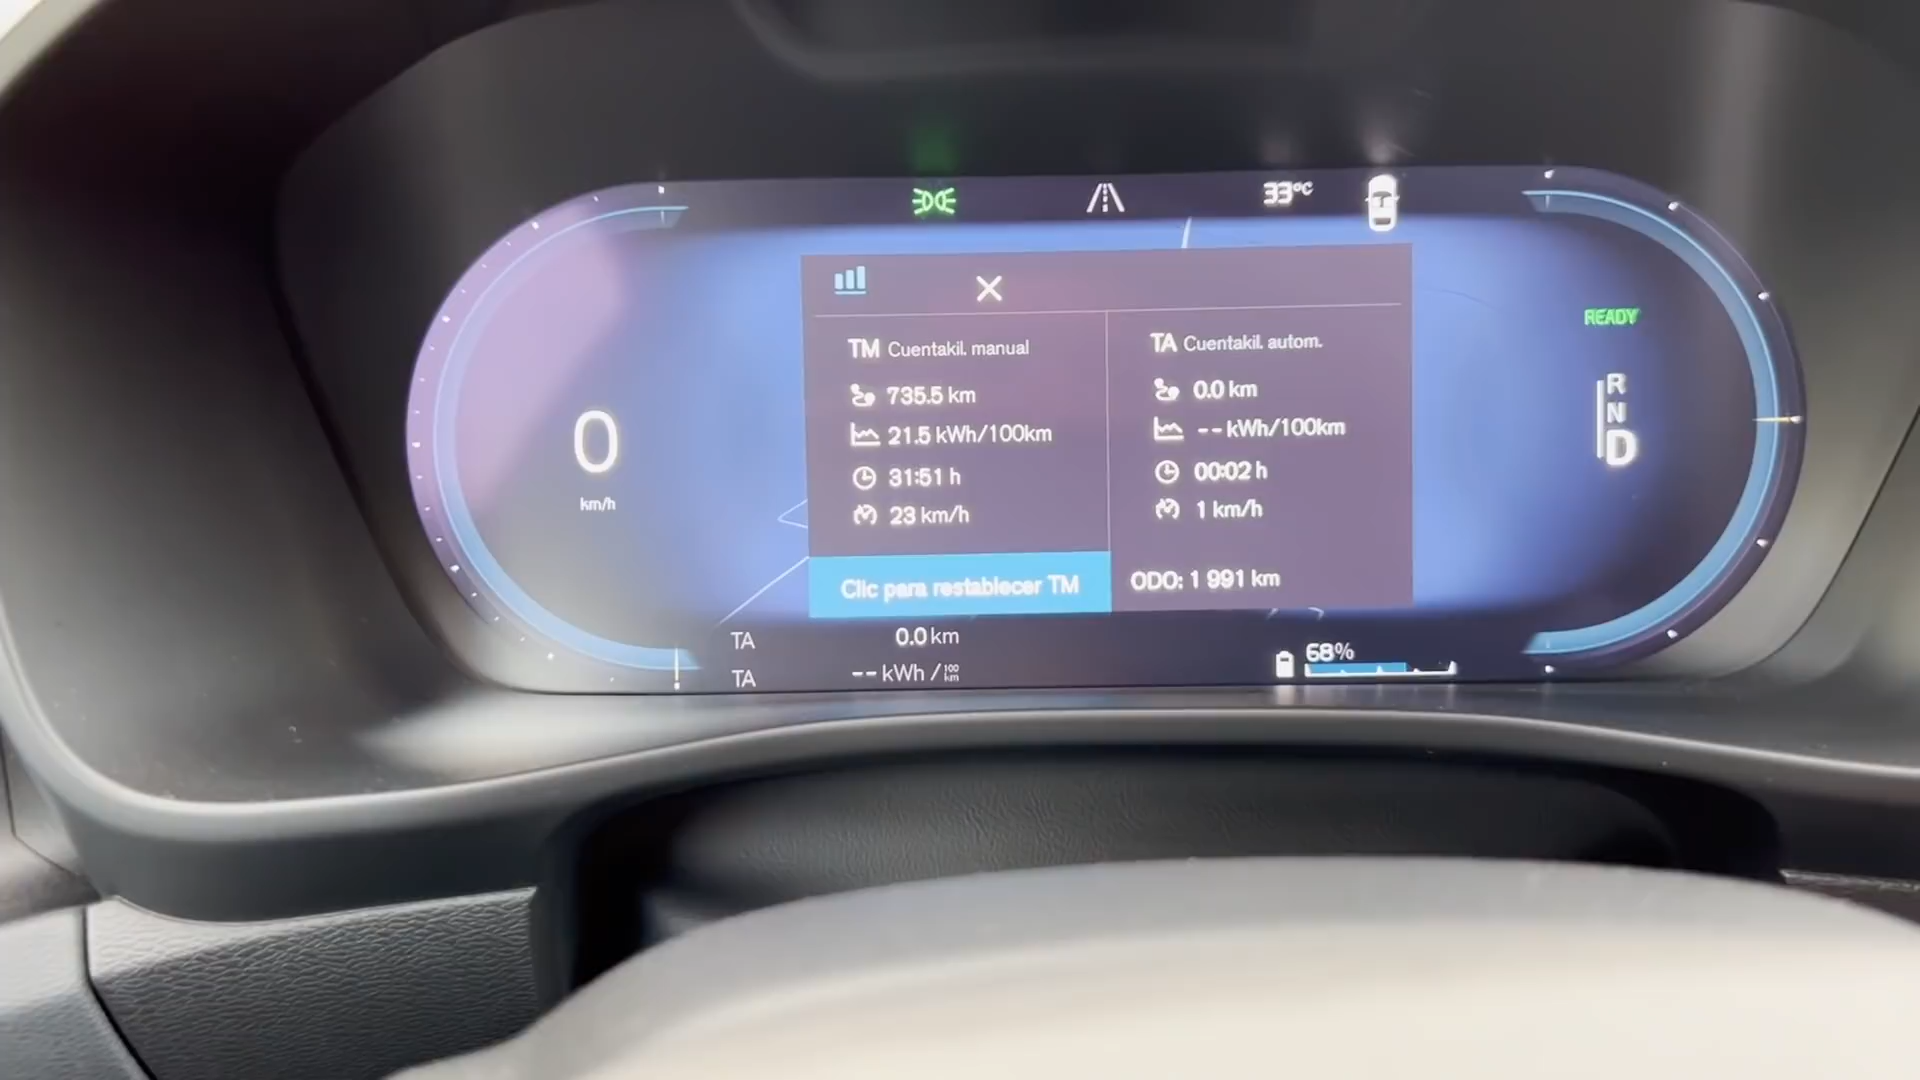 33°C
TM Cuentakil. manual
735.5 km
21.5 kWh/100km
31:51 h
23 km/h
Clic para restablecer TM
TA Cuentakil. autom.
0.0 km
-- kWh/100km
00:02 h
1 km/h
ODO: 1 991 km
0
km/h
READY
R
N
D
TA 0.0 km
TA -- kWh / 100 km
68%